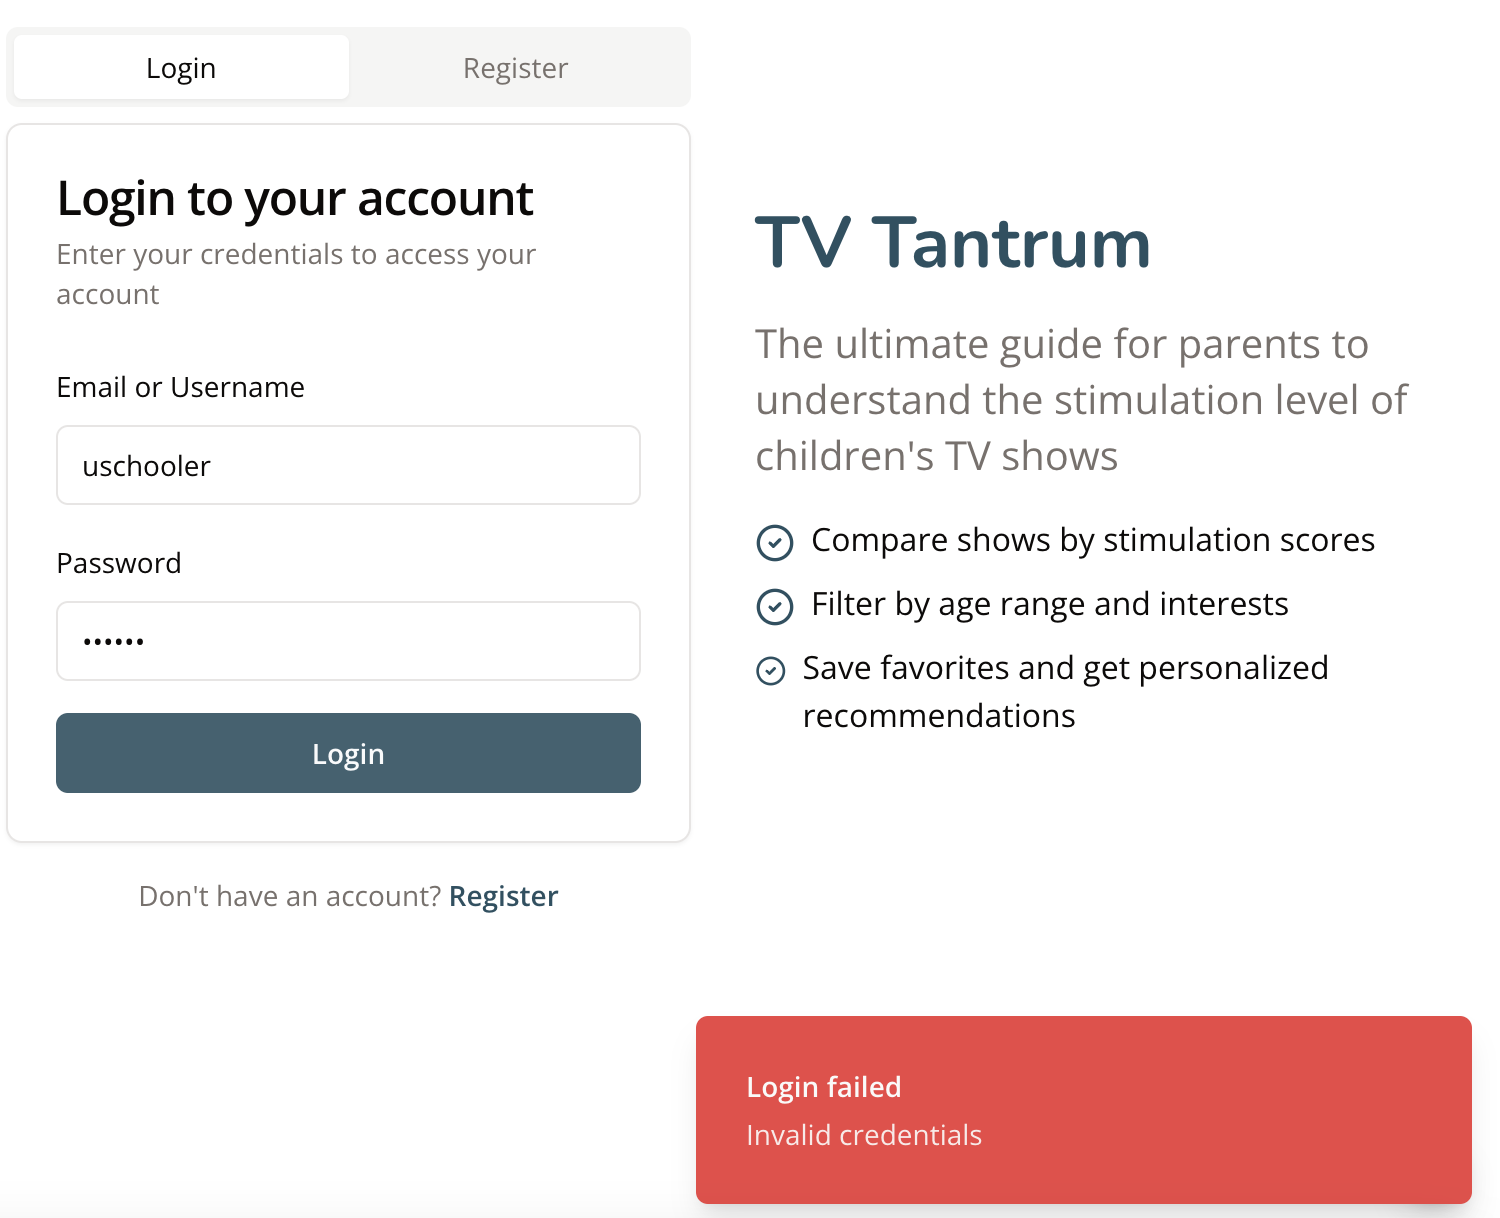 Login
Register
Login to your account
Enter your credentials to access your
account
Email or Username
uschooler
Password
••••••
Login
Don't have an account? Register
TV Tantrum
The ultimate guide for parents to
understand the stimulation level of
children's TV shows
Compare shows by stimulation scores
Filter by age range and interests
Save favorites and get personalized
recommendations
Login failed
Invalid credentials